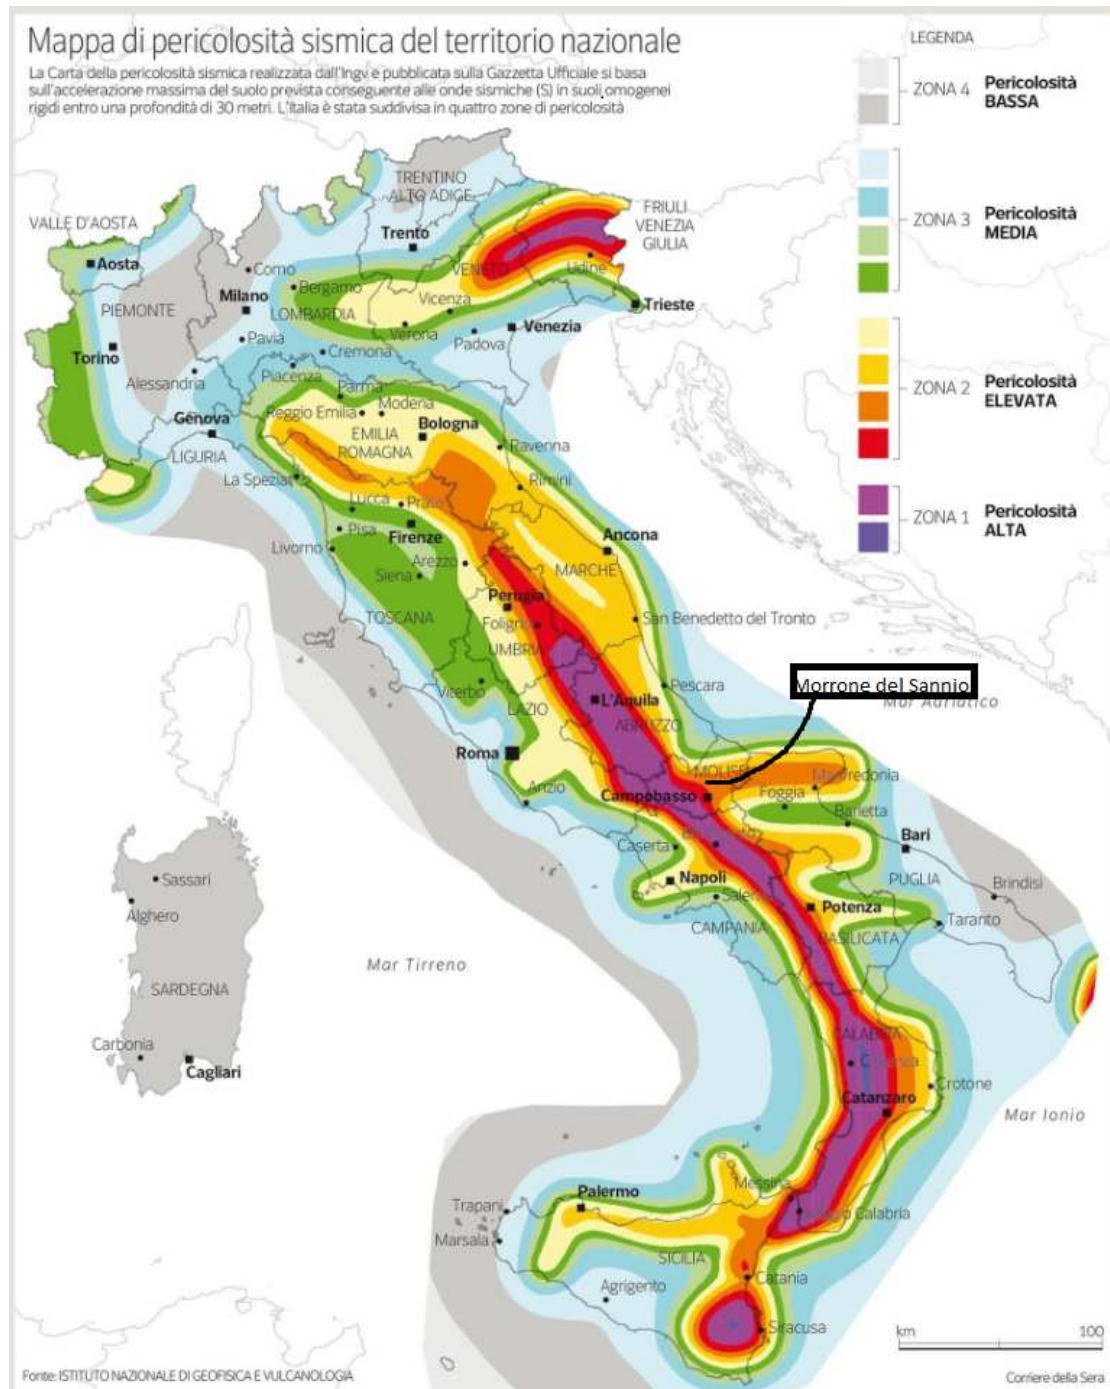 Mappa di pericolosità sismica del territorio nazionale
La Carta della pericolosità sismica realizzata dall'Ingv e pubblicata sulla Gazzetta Ufficiale si basa
sull'accelerazione massima del suolo prevista conseguente alle onde sismiche (S) in suoli omogenei
rigidi entro una profondità di 30 metri. L'Italia è stata suddivisa in quattro zone di pericolosità
LEGENDA
ZONA 4
Pericolosità
BASSA
ZONA 3
Pericolosità
MEDIA
ZONA 2
Pericolosità
ELEVATA
ZONA 1
Pericolosità
ALTA
TRENTINO
ALTO ADIGE
VALLE D'AOSTA
FRIULI
VENEZIA
GIULIA
Trento
Aosta
Como
VENETO
Udine
Bergamo
Milano
Vicenza
Trieste
PIEMONTE
LOMBARDIA
Verona
Venezia
Pavia
Padova
Torino
Cremona
Piacenza
Alessandria
Parma
Reggio Emilia
Modena
Genova
Bologna
EMILIA
ROMAGNA
LIGURIA
Ravenna
La Spezia
Rimini
Lucca
Prato
Pisa
Firenze
Ancona
Livorno
Arezzo
MARCHE
Siena
Perugia
TOSCANA
Foligno
San Benedetto del Tronto
UMBRIA
Viterbo
Pescara
Morrone del Sannio
L'Aquila
LAZIO
Mar Adriatico
ABRUZZO
Roma
MOLISE
Manfredonia
Anzio
Campobasso
Foggia
Barletta
Caserta
Bari
Napoli
PUGLIA
Sassari
Salerno
Brindisi
Alghero
Potenza
Taranto
CAMPANIA
BASILICATA
Mar Tirreno
SARDEGNA
CALABRIA
Carbonia
Cosenza
Cagliari
Crotone
Catanzaro
Mar Ionio
Messina
Palermo
Trapani
Reggio Calabria
Marsala
SICILIA
Catania
Agrigento
Siracusa
km
100
Fonte: ISTITUTO NAZIONALE DI GEOFISICA E VULCANOLOGIA
Corriere della Sera